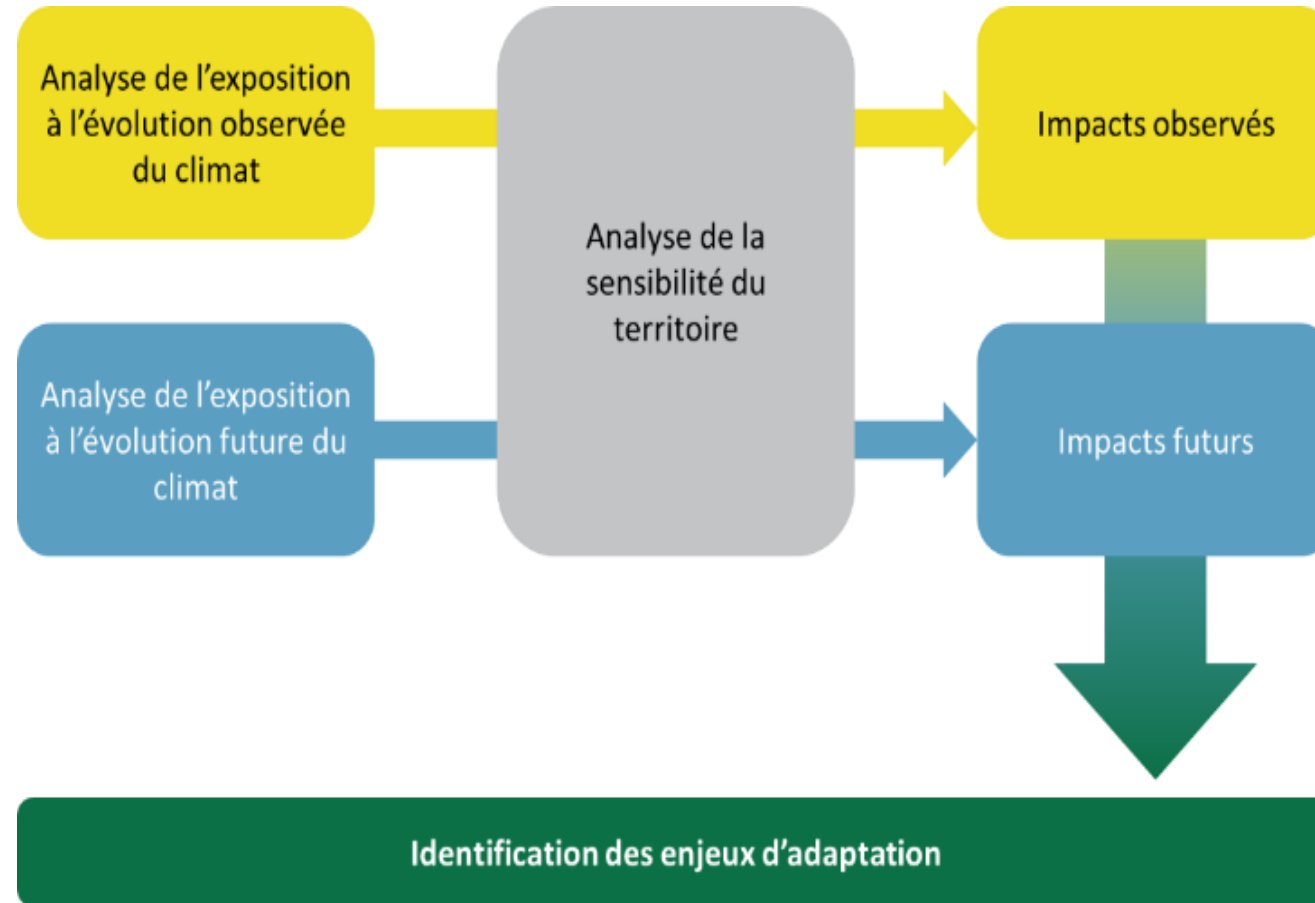 Analyse de l’exposition
à l’évolution observée
du climat
Impacts observés
Analyse de la
sensibilité du
territoire
Analyse de l’exposition
à l’évolution future du
climat
Impacts futurs
Identification des enjeux d’adaptation